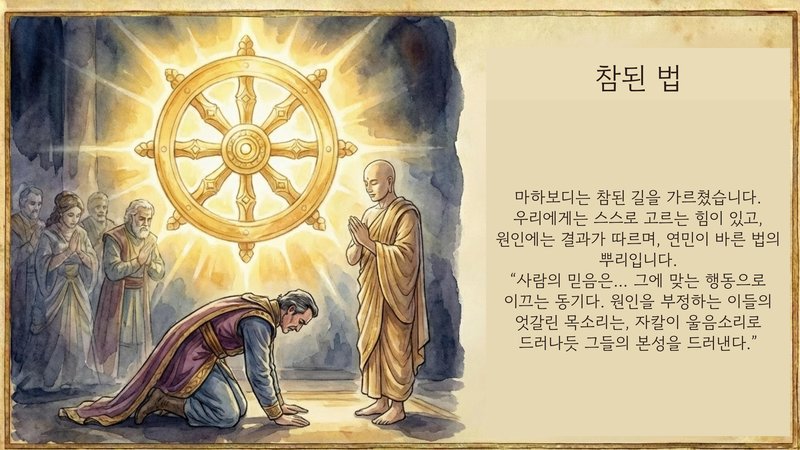 참된 법
마하보디는 참된 길을 가르쳤습니다.
우리에게는 스스로 고르는 힘이 있고,
원인에는 결과가 따르며, 연민이 바른 법의
뿌리입니다.
“사람의 믿음은... 그에 맞는 행동으로
이끄는 동기다. 원인을 부정하는 이들의
엇갈린 목소리는, 자칼이 울음소리로
드러나듯 그들의 본성을 드러낸다.”